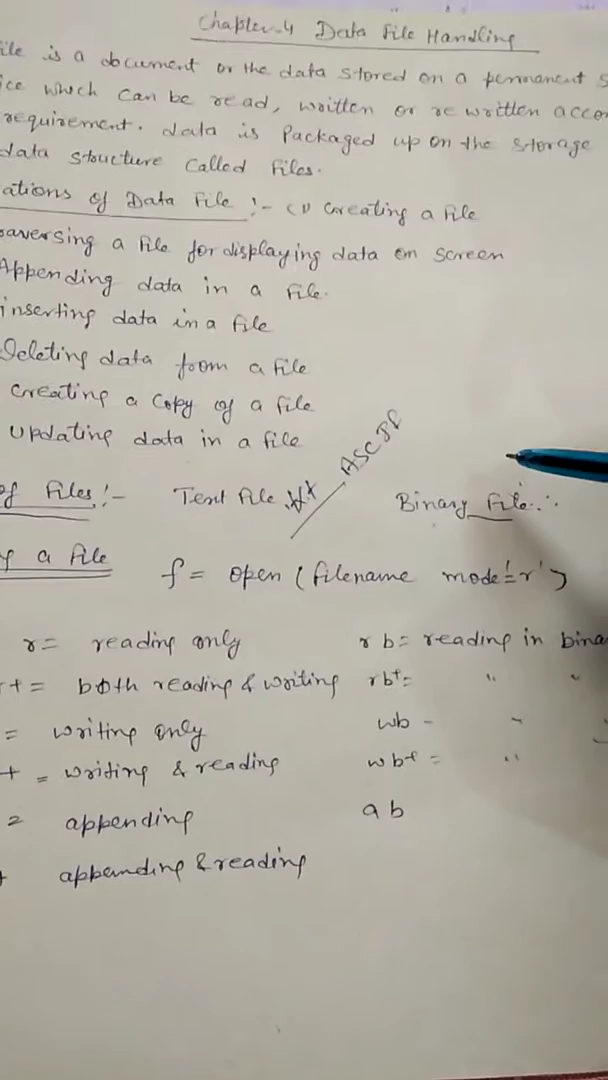 Chapter-4 Data File Handling
ile is a document or the data stored on a permanent s
ice which can be read, written or re written acco
requirement. data is Packaged up on the storage
data structure called files.
ations of Data File :- (1) Creating a file
aversing a file for displaying data on screen
Appending data in a file.
inserting data in a file
Deleting data from a file
Creating a copy of a file
Updating data in a file
ASCII
of Files :- Text File .txt Binary File :
g a file f = open (filename mode='r')
r = reading only rb = reading in bina
r+ = both reading & writing rb+ = " "
= writing only wb - "
+ = writing & reading wb+ = "
= appending ab
+ appending & reading